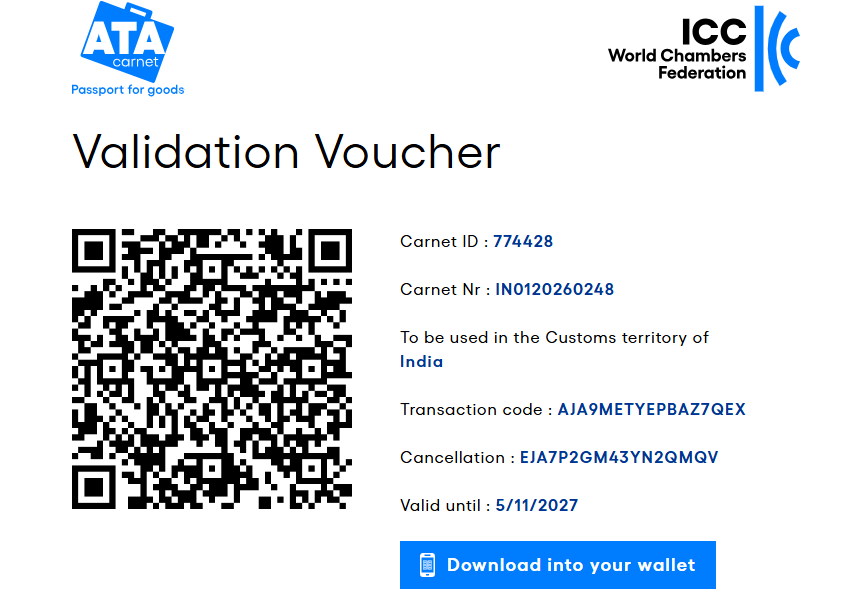 ATA
carnet
Passport for goods
ICC
World Chambers
Federation
Validation Voucher
Carnet ID : 774428
Carnet Nr : IN0120260248
To be used in the Customs territory of
India
Transaction code : AJA9METYEPBAZ7QEX
Cancellation : EJA7P2GM43YN2QMQV
Valid until : 5/11/2027
Download into your wallet